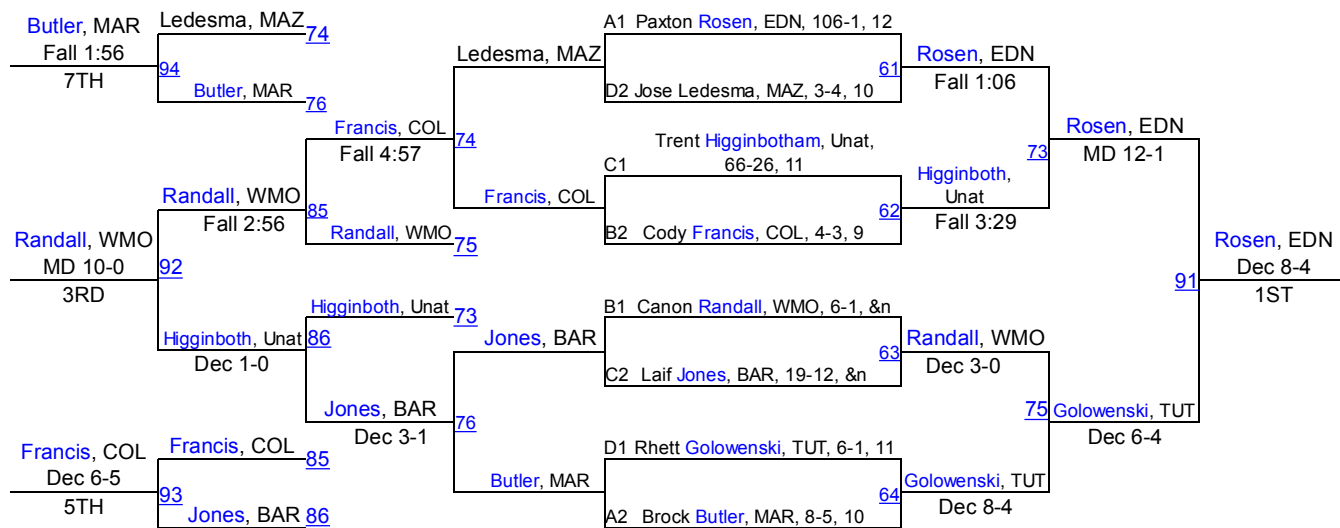 Butler, MAR
Fall 1:56
7TH
Ledesma, MAZ
74
94
Butler, MAR
76
Ledesma, MAZ
A1 Paxton Rosen, EDN, 106-1, 12
61
D2 Jose Ledesma, MAZ, 3-4, 10
Rosen, EDN
Fall 1:06
Francis, COL
Fall 4:57
74
Trent Higginbotham, Unat,
66-26, 11
C1
73
Rosen, EDN
MD 12-1
Randall, WMO
Fall 2:56
85
Randall, WMO
75
Francis, COL
62
B2 Cody Francis, COL, 4-3, 9
Higginboth,
Unat
Fall 3:29
Randall, WMO
MD 10-0
3RD
92
Rosen, EDN
Dec 8-4
1ST
91
Higginboth, Unat
Dec 1-0
86
Higginboth, Unat
73
Jones, BAR
B1 Canon Randall, WMO, 6-1, &n
63
C2 Laif Jones, BAR, 19-12, &n
Randall, WMO
Dec 3-0
Jones, BAR
Dec 3-1
76
75
Golowenski, TUT
Dec 6-4
Francis, COL
Dec 6-5
5TH
Francis, COL
85
93
Jones, BAR
86
Butler, MAR
D1 Rhett Golowenski, TUT, 6-1, 11
64
A2 Brock Butler, MAR, 8-5, 10
Golowenski, TUT
Dec 8-4